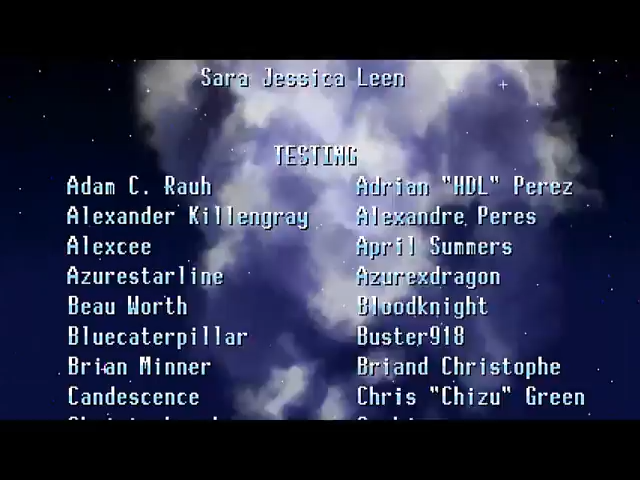 Sara Jessica Leen
TESTING
Adam C. Rauh Adrian "HDL" Perez
Alexander Killengray Alexandre Peres
Alexcee April Summers
Azurestarline Azurexdragon
Beau Worth Bloodknight
Bluecaterpillar Buster918
Brian Minner Briand Christophe
Candescence Chris "Chizu" Green